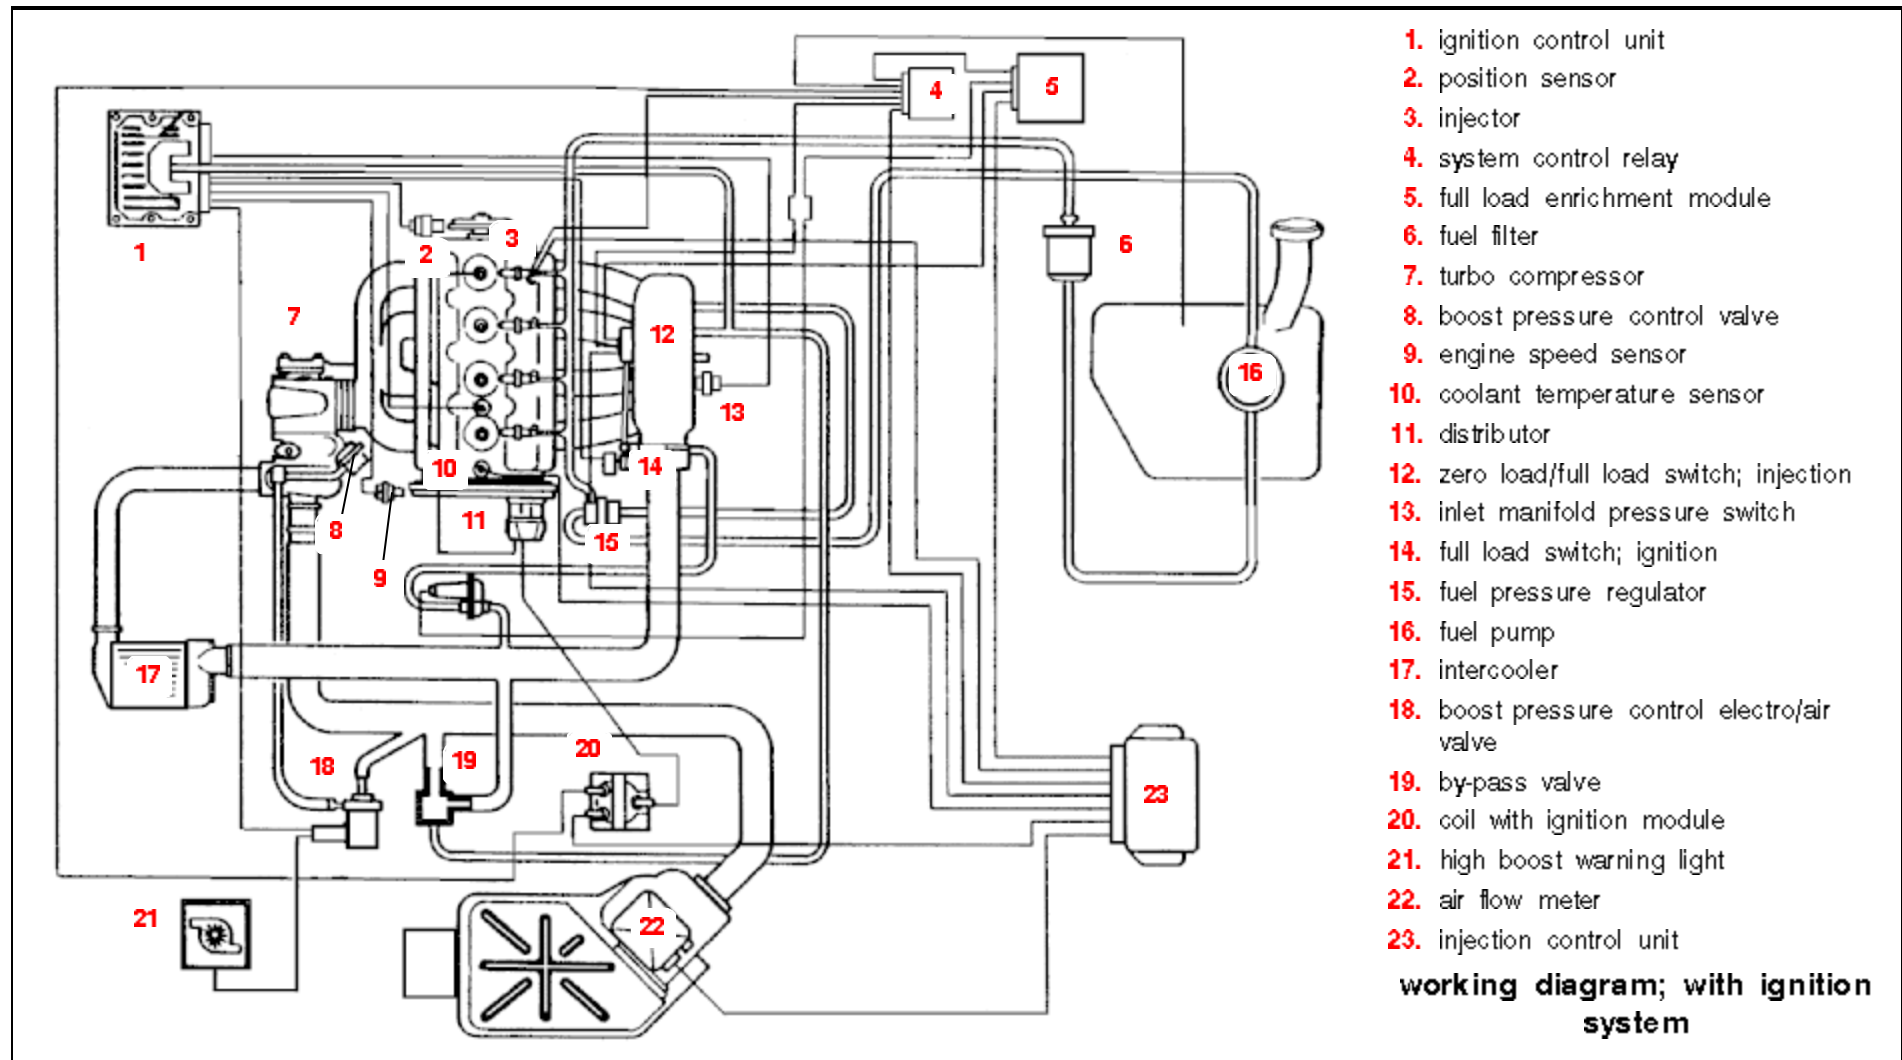 1. ignition control unit
2. position sensor
3. injector
4. system control relay
5. full load enrichment module
6. fuel filter
7. turbo compressor
8. boost pressure control valve
9. engine speed sensor
10. coolant temperature sensor
11. distributor
12. zero load/full load switch; injection
13. inlet manifold pressure switch
14. full load switch; ignition
15. fuel pressure regulator
16. fuel pump
17. intercooler
18. boost pressure control electro/air
valve
19. by-pass valve
20. coil with ignition module
21. high boost warning light
22. air flow meter
23. injection control unit
working diagram; with ignition
system
4
5
1
2
3
6
7
12
16
13
10
14
8
11
15
9
17
18
19
20
23
21
22